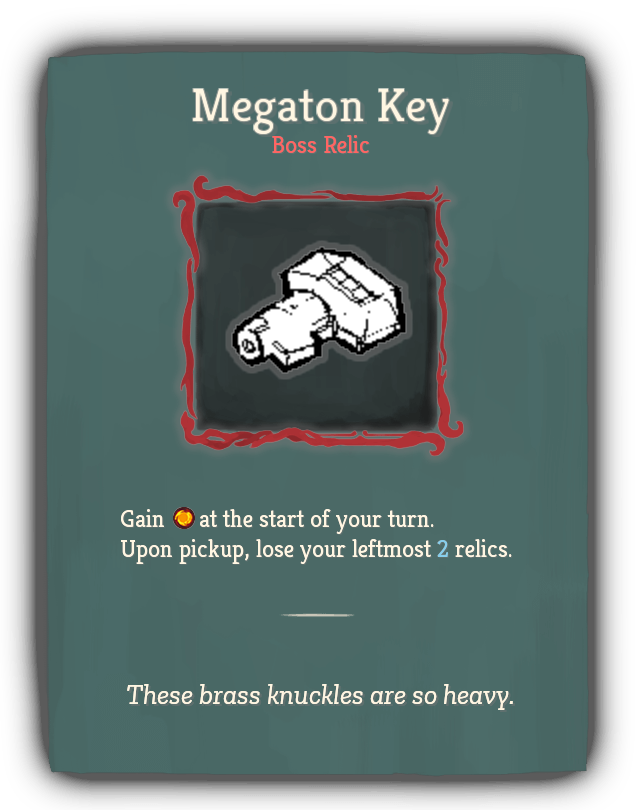 Megaton Key
Boss Relic
Gain at the start of your turn.
Upon pickup, lose your leftmost 2 relics.
These brass knuckles are so heavy.